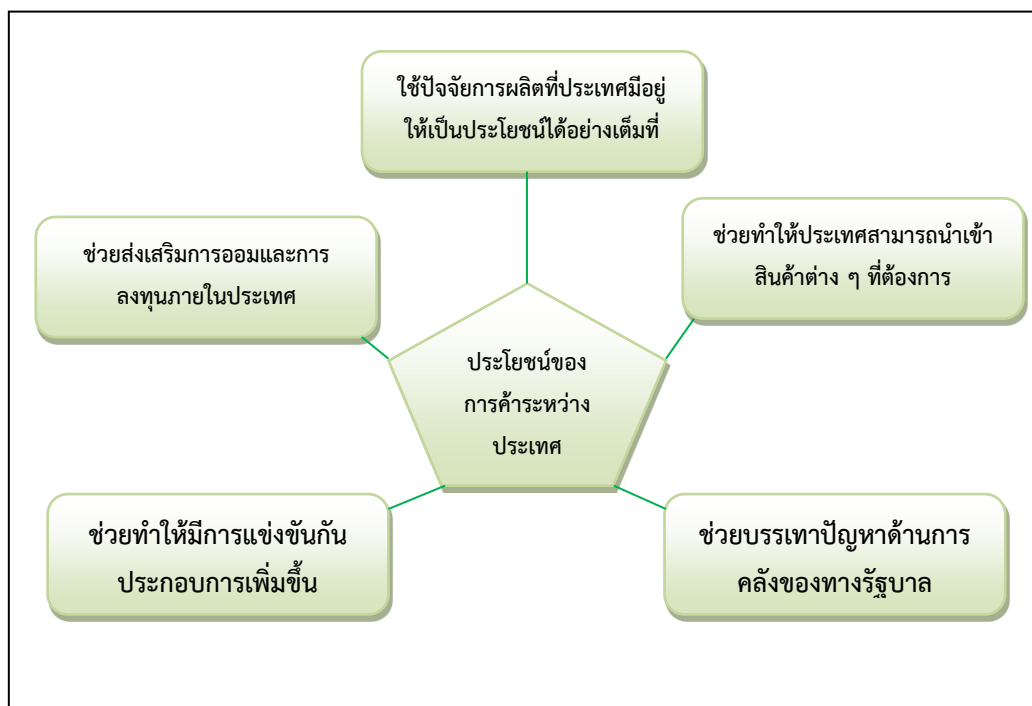 ใช้ปัจจัยการผลิตที่ประเทศมีอยู่
ให้เป็นประโยชน์ได้อย่างเต็มที่
ช่วยส่งเสริมการออมและการ
ลงทุนภายในประเทศ
ช่วยทำให้ประเทศสามารถนำเข้า
สินค้าต่าง ๆ ที่ต้องการ
ประโยชน์ของ
การค้าระหว่าง
ประเทศ
ช่วยทำให้มีการแข่งขันกัน
ประกอบการเพิ่มขึ้น
ช่วยบรรเทาปัญหาด้านการ
คลังของทางรัฐบาล